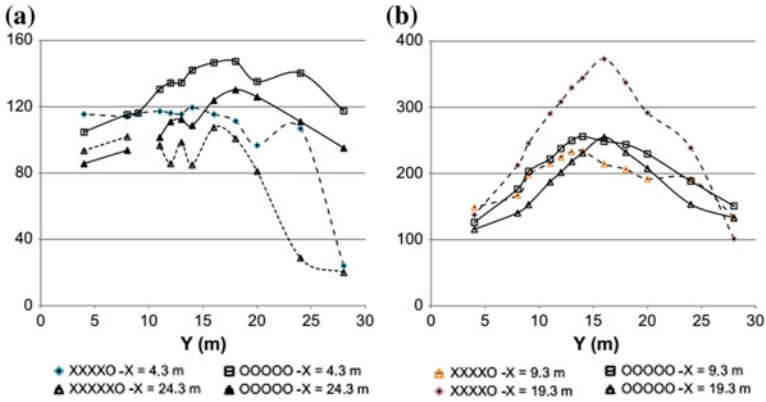 (a)
160
120
80
40
0
0 5 10 15 20 25 30
Y (m)
XXXXO -X = 4.3 m
OOOOO -X = 4.3 m
XXXXXO -X = 24.3 m
OOOOO -X = 24.3 m
(b)
400
300
200
100
0
0 5 10 15 20 25 30
Y (m)
XXXXO -X = 9.3 m
OOOOO -X = 9.3 m
XXXXO -X = 19.3 m
OOOOO -X = 19.3 m